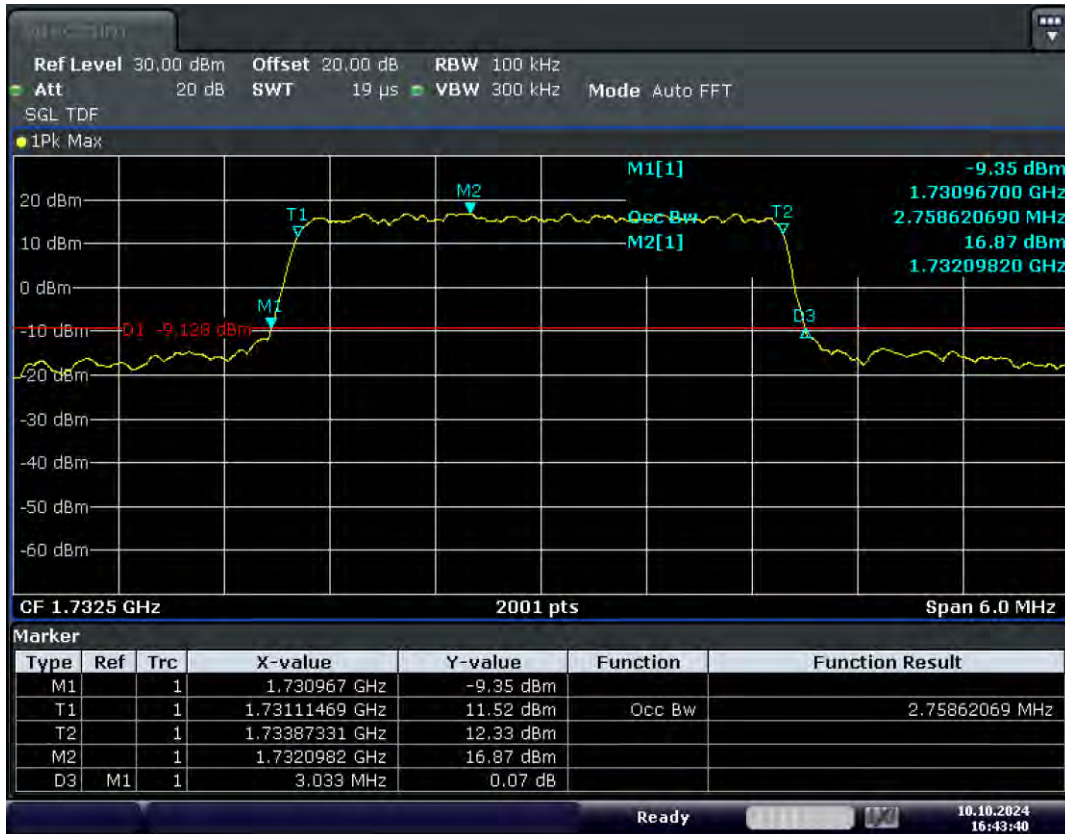 Spectrum
Ref Level 30.00 dBm Offset 20.00 dB RBW 100 kHz
Att 20 dB SWT 19 µs VBW 300 kHz Mode Auto FFT
SGL TDF
1Pk Max
M1[1] -9.35 dBm
1.73096700 GHz
Occ Bw 2.758620690 MHz
M2[1] 16.87 dBm
1.73209820 GHz
20 dBm
M2
T1
T2
10 dBm
0 dBm
M1
D3
-10 dBm
D1 -9.128 dBm
-20 dBm
-30 dBm
-40 dBm
-50 dBm
-60 dBm
CF 1.7325 GHz 2001 pts Span 6.0 MHz
Marker
Type Ref Trc X-value Y-value Function Function Result
M1 1 1.730967 GHz -9.35 dBm
T1 1 1.73111469 GHz 11.52 dBm Occ Bw 2.75862069 MHz
T2 1 1.73387331 GHz 12.33 dBm
M2 1 1.7320982 GHz 16.87 dBm
D3 M1 1 3.033 MHz 0.07 dB
Ready 10.10.2024
16:43:40